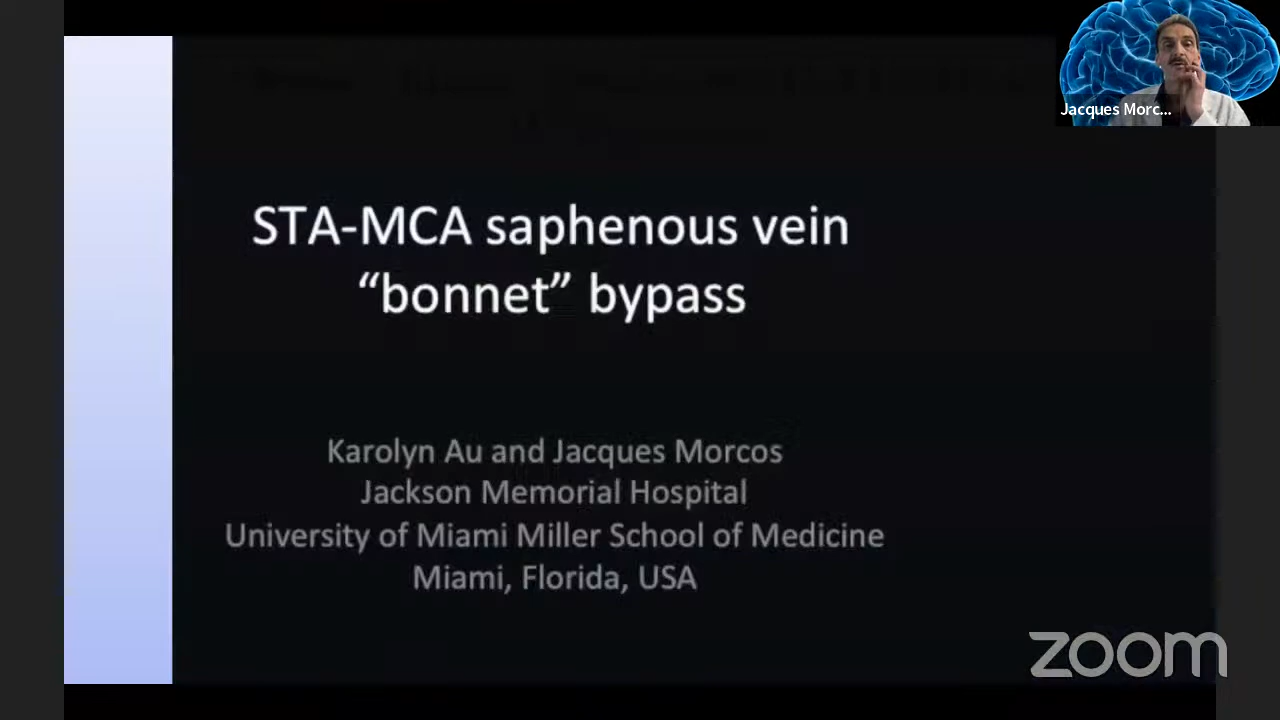 Jacques Morc...
STA-MCA saphenous vein
“bonnet” bypass
Karolyn Au and Jacques Morcos
Jackson Memorial Hospital
University of Miami Miller School of Medicine
Miami, Florida, USA
zoom